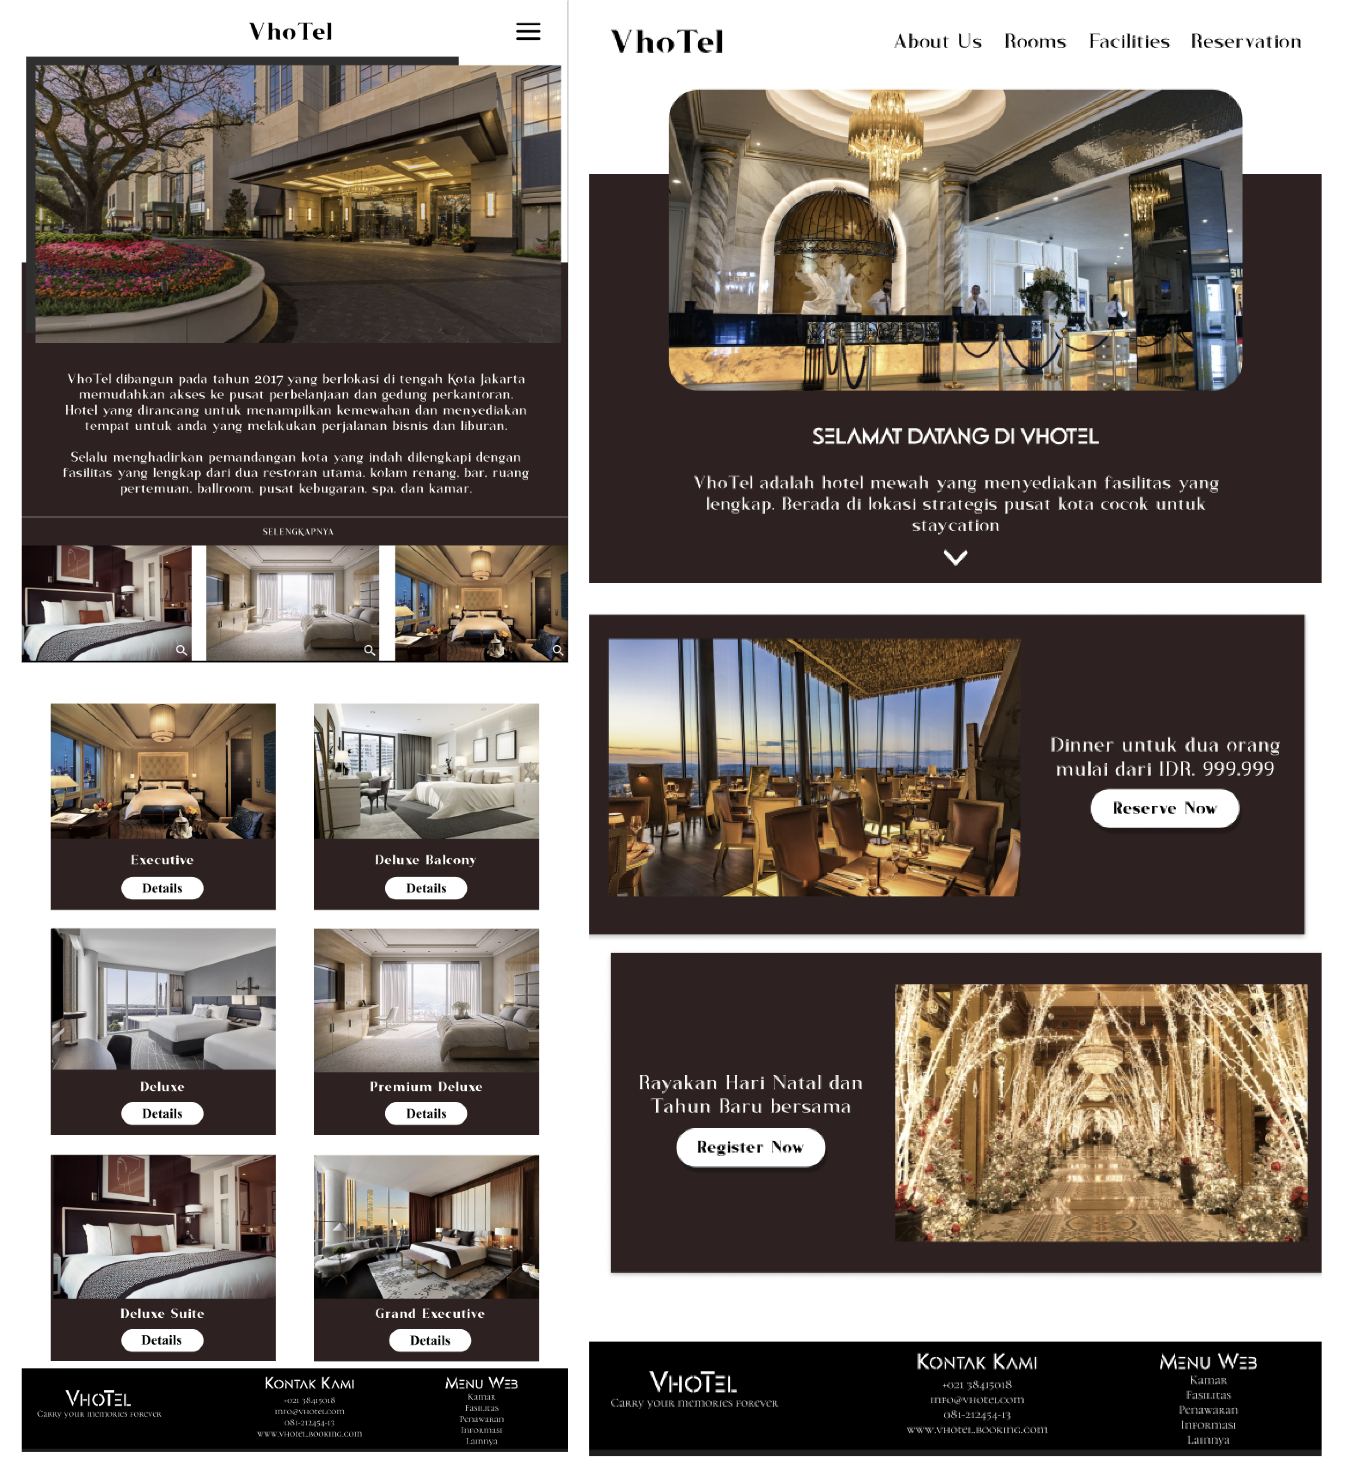 VhoTel
VhoTel dibangun pada tahun 2017 yang berlokasi di tengah Kota Jakarta
memudahkan akses ke pusat perbelanjaan dan gedung perkantoran.
Hotel yang dirancang untuk menampilkan kemewahan dan menyediakan
tempat untuk anda yang melakukan perjalanan bisnis dan liburan.
Selalu menghadirkan pemandangan kota yang indah dilengkapi dengan
fasilitas yang lengkap dari dua restoran utama, kolam renang, bar, ruang
pertemuan, ballroom, pusat kebugaran, spa, dan kamar.
SELENGKAPNYA
Executive
Details
Deluxe Balcony
Details
Deluxe
Details
Premium Deluxe
Details
Deluxe Suite
Details
Grand Executive
Details
VhoTel
Carry your memories forever
Kontak Kami
+021 38415018
info@vhotel.com
081-212454-13
www.vhotel.booking.com
Menu Web
Kamar
Fasilitas
Penawaran
Informasi
Lainnya
VhoTel
About Us Rooms Facilities Reservation
SELAMAT DATANG DI VHOTEL
VhoTel adalah hotel mewah yang menyediakan fasilitas yang
lengkap. Berada di lokasi strategis pusat kota cocok untuk
staycation
Dinner untuk dua orang
mulai dari IDR. 999.999
Reserve Now
Rayakan Hari Natal dan
Tahun Baru bersama
Register Now
VhoTel
Carry your memories forever
Kontak Kami
+021 38415018
info@vhotel.com
081-212454-13
www.vhotel.booking.com
Menu Web
Kamar
Fasilitas
Penawaran
Informasi
Lainnya